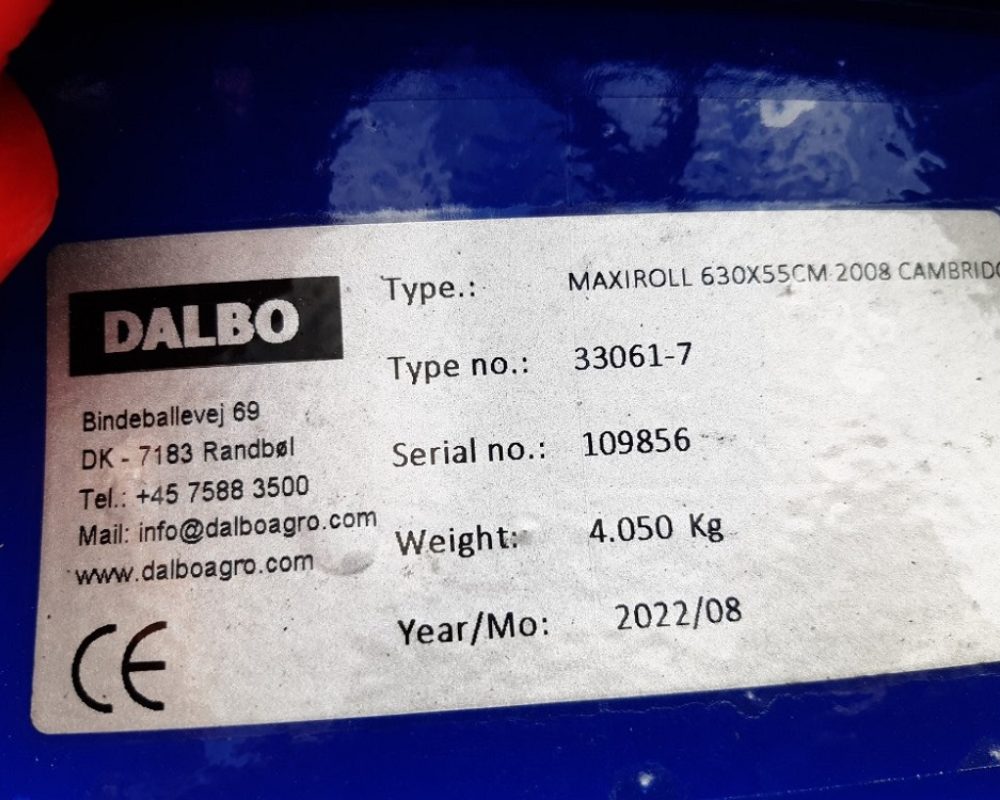 DALBO
Bindeballevej 69
DK - 7183 Randbøl
Tel.: +45 7588 3500
Mail: info@dalboagro.com
www.dalboagro.com
CE
Type.: MAXIROLL 630X55CM 2008
Type no.: 33061-7
Serial no.: 109856
Weight: 4.050 Kg
Year/Mo: 2022/08